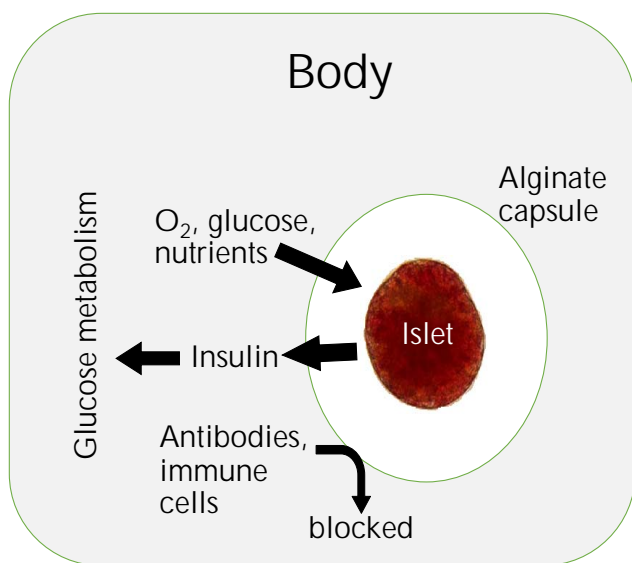 Body
Alginate
capsule
O₂, glucose,
nutrients
Islet
Insulin
Glucose metabolism
Antibodies,
immune
cells
blocked